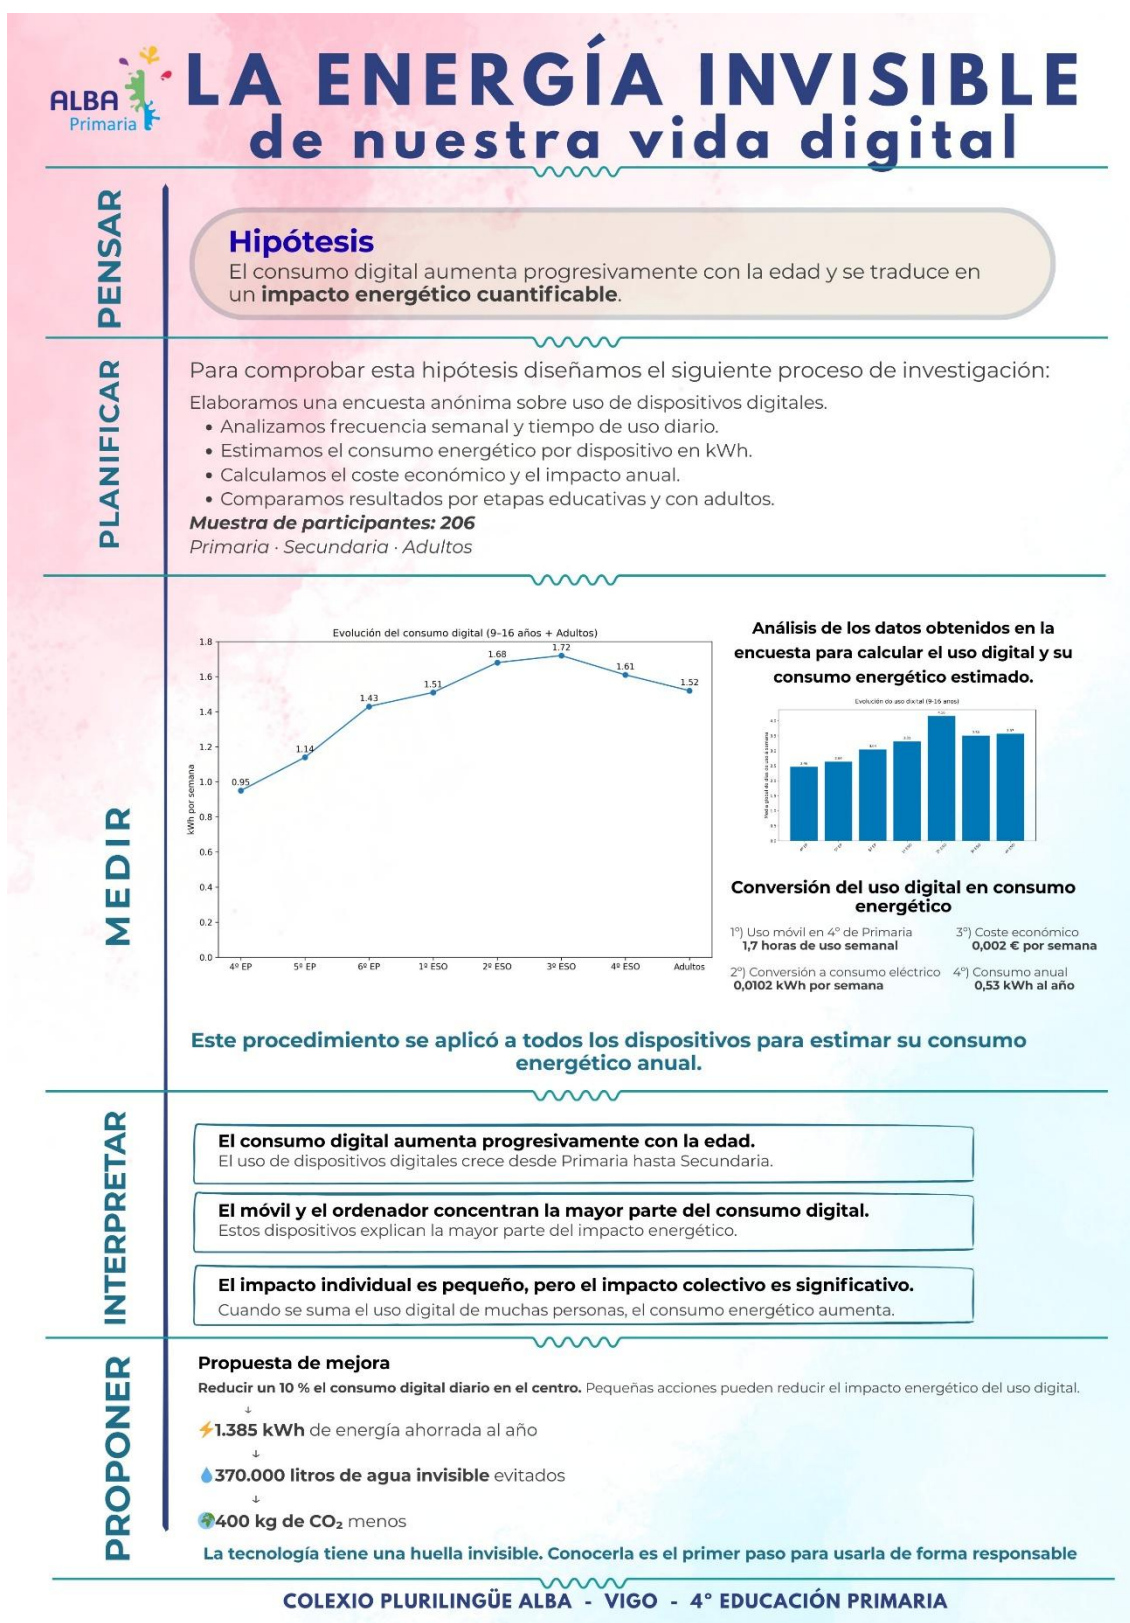 ALBA
Primaria
LA ENERGÍA INVISIBLE
de nuestra vida digital
PENSAR
Hipótesis
El consumo digital aumenta progresivamente con la edad y se traduce en
un impacto energético cuantificable.
PLANIFICAR
Para comprobar esta hipótesis diseñamos el siguiente proceso de investigación:
Elaboramos una encuesta anónima sobre uso de dispositivos digitales.
• Analizamos frecuencia semanal y tiempo de uso diario.
• Estimamos el consumo energético por dispositivo en kWh.
• Calculamos el coste económico y el impacto anual.
• Comparamos resultados por etapas educativas y con adultos.
Muestra de participantes: 206
Primaria · Secundaria · Adultos
MEDIR
Evolución del consumo digital (9–16 años + Adultos)
kWh por semana
1.8
1.6
1.4
1.2
1.0
0.8
0.6
0.4
0.2
0.0
0.95
1.14
1.43
1.51
1.68
1.72
1.61
1.52
4º EP
5º EP
6º EP
1º ESO
2º ESO
3º ESO
4º ESO
Adultos
Análisis de los datos obtenidos en la
encuesta para calcular el uso digital y su
consumo energético estimado.
Evolución do uso dixital (9-16 anos)
Conversión del uso digital en consumo
energético
1º) Uso móvil en 4º de Primaria
1,7 horas de uso semanal
2º) Conversión a consumo eléctrico
0,0102 kWh por semana
3º) Coste económico
0,002 € por semana
4º) Consumo anual
0,53 kWh al año
Este procedimiento se aplicó a todos los dispositivos para estimar su consumo
energético anual.
INTERPRETAR
El consumo digital aumenta progresivamente con la edad.
El uso de dispositivos digitales crece desde Primaria hasta Secundaria.
El móvil y el ordenador concentran la mayor parte del consumo digital.
Estos dispositivos explican la mayor parte del impacto energético.
El impacto individual es pequeño, pero el impacto colectivo es significativo.
Cuando se suma el uso digital de muchas personas, el consumo energético aumenta.
PROPONER
Propuesta de mejora
Reducir un 10 % el consumo digital diario en el centro. Pequeñas acciones pueden reducir el impacto energético del uso digital.
↓
⚡1.385 kWh de energía ahorrada al año
↓
💧370.000 litros de agua invisible evitados
↓
🌍400 kg de CO₂ menos
La tecnología tiene una huella invisible. Conocerla es el primer paso para usarla de forma responsable
COLEXIO PLURILINGÜE ALBA - VIGO - 4º EDUCACIÓN PRIMARIA